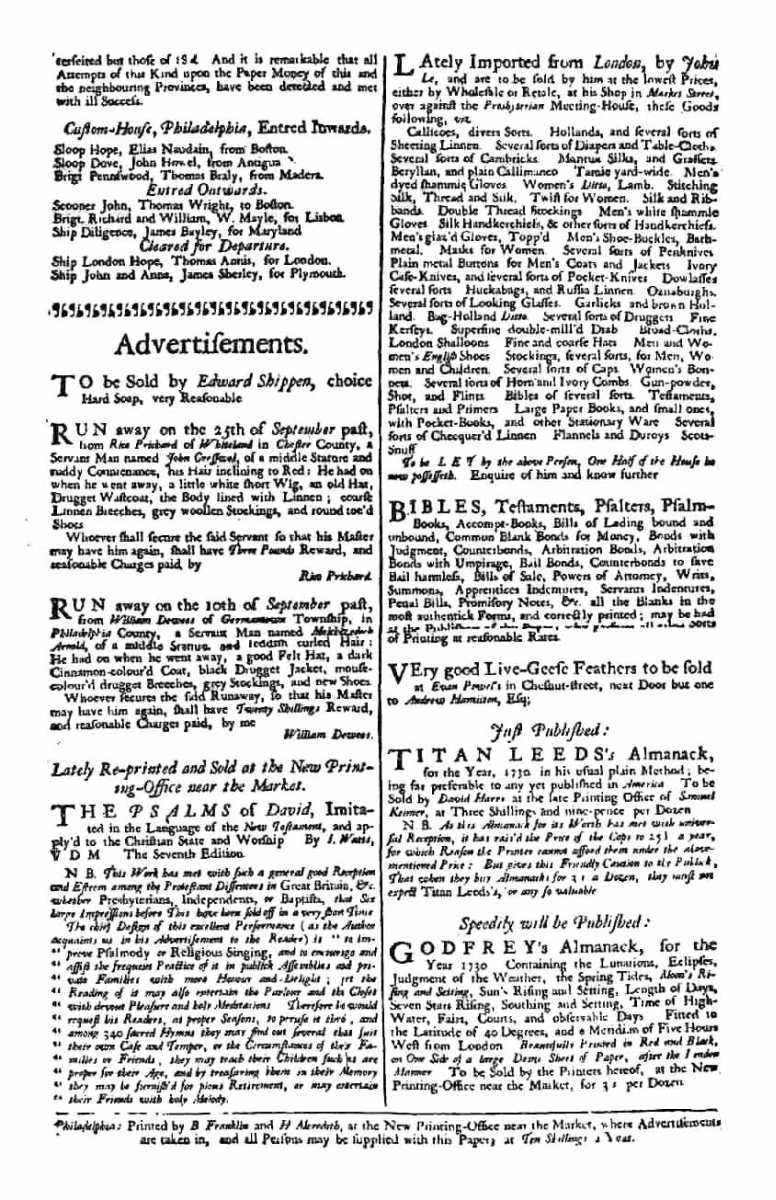 terfeited but those of 18 d. And it is remarkable that all
Attempts of this Kind upon the Paper Money of this and
the neighbouring Provinces, have been detected and met
with ill Success.
Custom-House, Philadelphia, Entred Inwards.
Sloop Hope, Elias Naudain, from Boston.
Sloop Dove, John Howel, from Antigua
Brigt Pennswood, Thomas Braly, from Madera.
Entred Outwards.
Scooner John, Thomas Wright, to Boston.
Brigt. Richard and William, W. Mayle, for Lisbon
Ship Diligence, James Bayley, for Maryland
Cleared for Departure.
Ship London Hope, Thomas Annis, for London.
Ship John and Anna, James Sherley, for Plymouth.
Advertisements.
TO be Sold by Edward Shippen, choice
Hard Soap, very Reasonable
RUN away on the 25th of September past,
from Rice Prichard of Whiteland in Chester County, a
Servant Man named John Cresswel, of a middle Stature and
ruddy Countenance, his Hair inclining to Red: He had on
when he went away, a little white short Wig, an old Hat,
Drugget Wastcoat, the Body lined with Linnen; coarse
Linnen Breeches, grey woollen Stockings, and round toe'd
Shoes
Whoever shall secure the said Servant so that his Master
may have him again, shall have Three Pounds Reward, and
reasonable Charges paid, by
Rice Prichard.
RUN away on the 10th of September past,
from William Dewees of Germantown Township, in
Philadelphia County, a Servant Man named Melchizedeck
Arnold, of a middle Stature and reddish curled Hair:
He had on when he went away, a good Felt Hat, a dark
Cinnamon-colour'd Coat, black Drugget Jacket, mouse-
colour'd drugget Breeches, grey Stockings, and new Shoes.
Whoever secures the said Runaway, so that his Master
may have him again, shall have Twenty Shillings Reward,
and reasonable Charges paid, by me
William Dewees.
Lately Re-printed and Sold at the New Print-
ing-Office near the Market.
THE PSALMS of David, Imita-
ted in the Language of the New Testament, and ap-
ply'd to the Christian State and Worship By I. Watts,
V D M The Seventh Edition
N B. This Work has met with such a general good Reception
and Esteem among the Protestant Dissenters in Great Britain, &c.
whether Presbyterians, Independents, or Baptists, that Six
large Impressions before This have been sold off in a very short Time
The chief Design of this excellent Performance (as the Author
acquaints us in his Advertisement to the Reader) is " to im-
" prove Psalmody or Religious Singing, and to encourage and
" assist the frequent Practice of it in publick Assemblies and pri-
" vate Families with more Honour and Delight; yet the
" Reading of it may also entertain the Parlour and the Closet
" with devout Pleasure and holy Meditations Therefore he would
" request his Readers, at proper Seasons, to peruse it thro', and
" among 340 sacred Hymns they may find out several that suit
" their own Case and Temper, or the Circumstances of their Fa-
" milies or Friends, they may teach their Children such as are
" proper for their Age, and by treasuring them in their Memory
" they may be furnish'd for pious Retirement, or may entertain
" their Friends with holy Melody.
LAtely Imported from London, by John
Le, and are to be sold by him at the lowest Prices,
either by Wholesale or Retale, at his Shop in Market Street,
over against the Presbyterian Meeting-House, these Goods
following, viz
Callicoes, divers Sorts. Hollands, and several sorts of
Sheeting Linnen. Several sorts of Diapers and Table-Cloths.
Several sorts of Cambricks. Mantua Silks, and Grassets.
Beryllan, and plain Callimanco Tamie yard-wide. Men's
dyed shammie Gloves Women's Ditto, Lamb. Stitching
Silk, Thread and Silk, Twist for Women. Silk and Rib-
bands. Double Thread Stockings Men's white shammie
Gloves Silk Handkerchiefs, & other sorts of Handkerchiefs.
Men's glaz'd Gloves, Topp'd Men's Shoe-Buckles, Bath-
metal. Masks for Women. Several sorts of Penknives
Plain metal Buttons for Men's Coats and Jackets Ivory
Case-Knives, and several sorts of Pocket-Knives Dowlasses
several sorts Huckabags, and Russia Linnen. Oznaburghs.
Several sorts of Looking Glasses. Garlicks and brown Hol-
land. Bag-Holland Ditto. Several sorts of Druggets Fine
Kerseys. Superfine double-mill'd Drab Broad-Cloths.
London Shalloons Fine and coarse Hats Men and Wo-
men's English Shoes Stockings, several sorts, for Men, Wo-
men and Children. Several sorts of Caps Women's Bon-
nets. Several sorts of Horn and Ivory Combs Gun-powder,
Shot, and Flints Bibles of several sorts Testaments,
Psalters and Primers Large Paper Books, and small ones,
with Pocket-Books, and other Stationary Ware Several
sorts of Chequer'd Linnen Flannels and Duroys Scots-
Snuff
To be LET by the above Person, One Half of the House he
now possesseth. Enquire of him and know further
BIBLES, Testaments, Psalters, Psalm-
Books, Accompt-Books, Bills of Lading bound and
unbound, Common Blank Bonds for Money, Bonds with
Judgment, Counterbonds, Arbitration Bonds, Arbitration
Bonds with Umpirage, Bail Bonds, Counterbonds to save
Bail harmless, Bills of Sale, Powers of Attorney, Writs,
Summons, Apprentices Indentures, Servants Indentures,
Penal Bills, Promisory Notes, &c. all the Blanks in the
most authentick Forms, and correctly printed; may be had
at the Publishers of this Paper, who perform all other Sorts
of Printing at reasonable Rates
VEry good Live-Geese Feathers to be sold
at Evan Powel's in Chesnut-street, next Door but one
to Andrew Hamilton, Esq;
Just Published:
TITAN LEEDS's Almanack,
for the Year, 1730 in his usual plain Method; be-
ing far preferable to any yet published in America To be
Sold by David Harry at the late Printing Office of Samuel
Keimer, at Three Shillings and nine-pence per Dozen
N B. As this Almanack for its Worth has met with univer-
sal Reception, it has rais'd the Price of the Copy to 25 l a year,
for which Reason the Printer cannot afford them under the above-
mentioned Price: But gives this Friendly Caution to the Publick,
That when they buy Almanacks for 3 s a Dozen, they must not
expect Titan Leeds's, or any so valuable
Speedily will be Published:
GODFREY's Almanack, for the
Year 1730 Containing the Lunations, Eclipses,
Judgment of the Weather, the Spring Tides, Moon's Ri-
sing and Setting, Sun's Rising and Setting, Length of Days,
Seven Stars Rising, Southing and Setting, Time of High-
Water, Fairs, Courts, and observable Days Fitted to
the Latitude of 40 Degrees, and a Meridian of Five Hours
West from London Beautifully Printed in Red and Black,
on One Side of a large Demi Sheet of Paper, after the London
Manner To be Sold by the Printers hereof, at the New
Printing-Office near the Market, for 3 s per Dozen
Philadelphia: Printed by B Franklin and H Meredith, at the New Printing-Office near the Market, where Advertisements
are taken in, and all Persons may be supplied with this Paper, at Ten Shillings a Year.